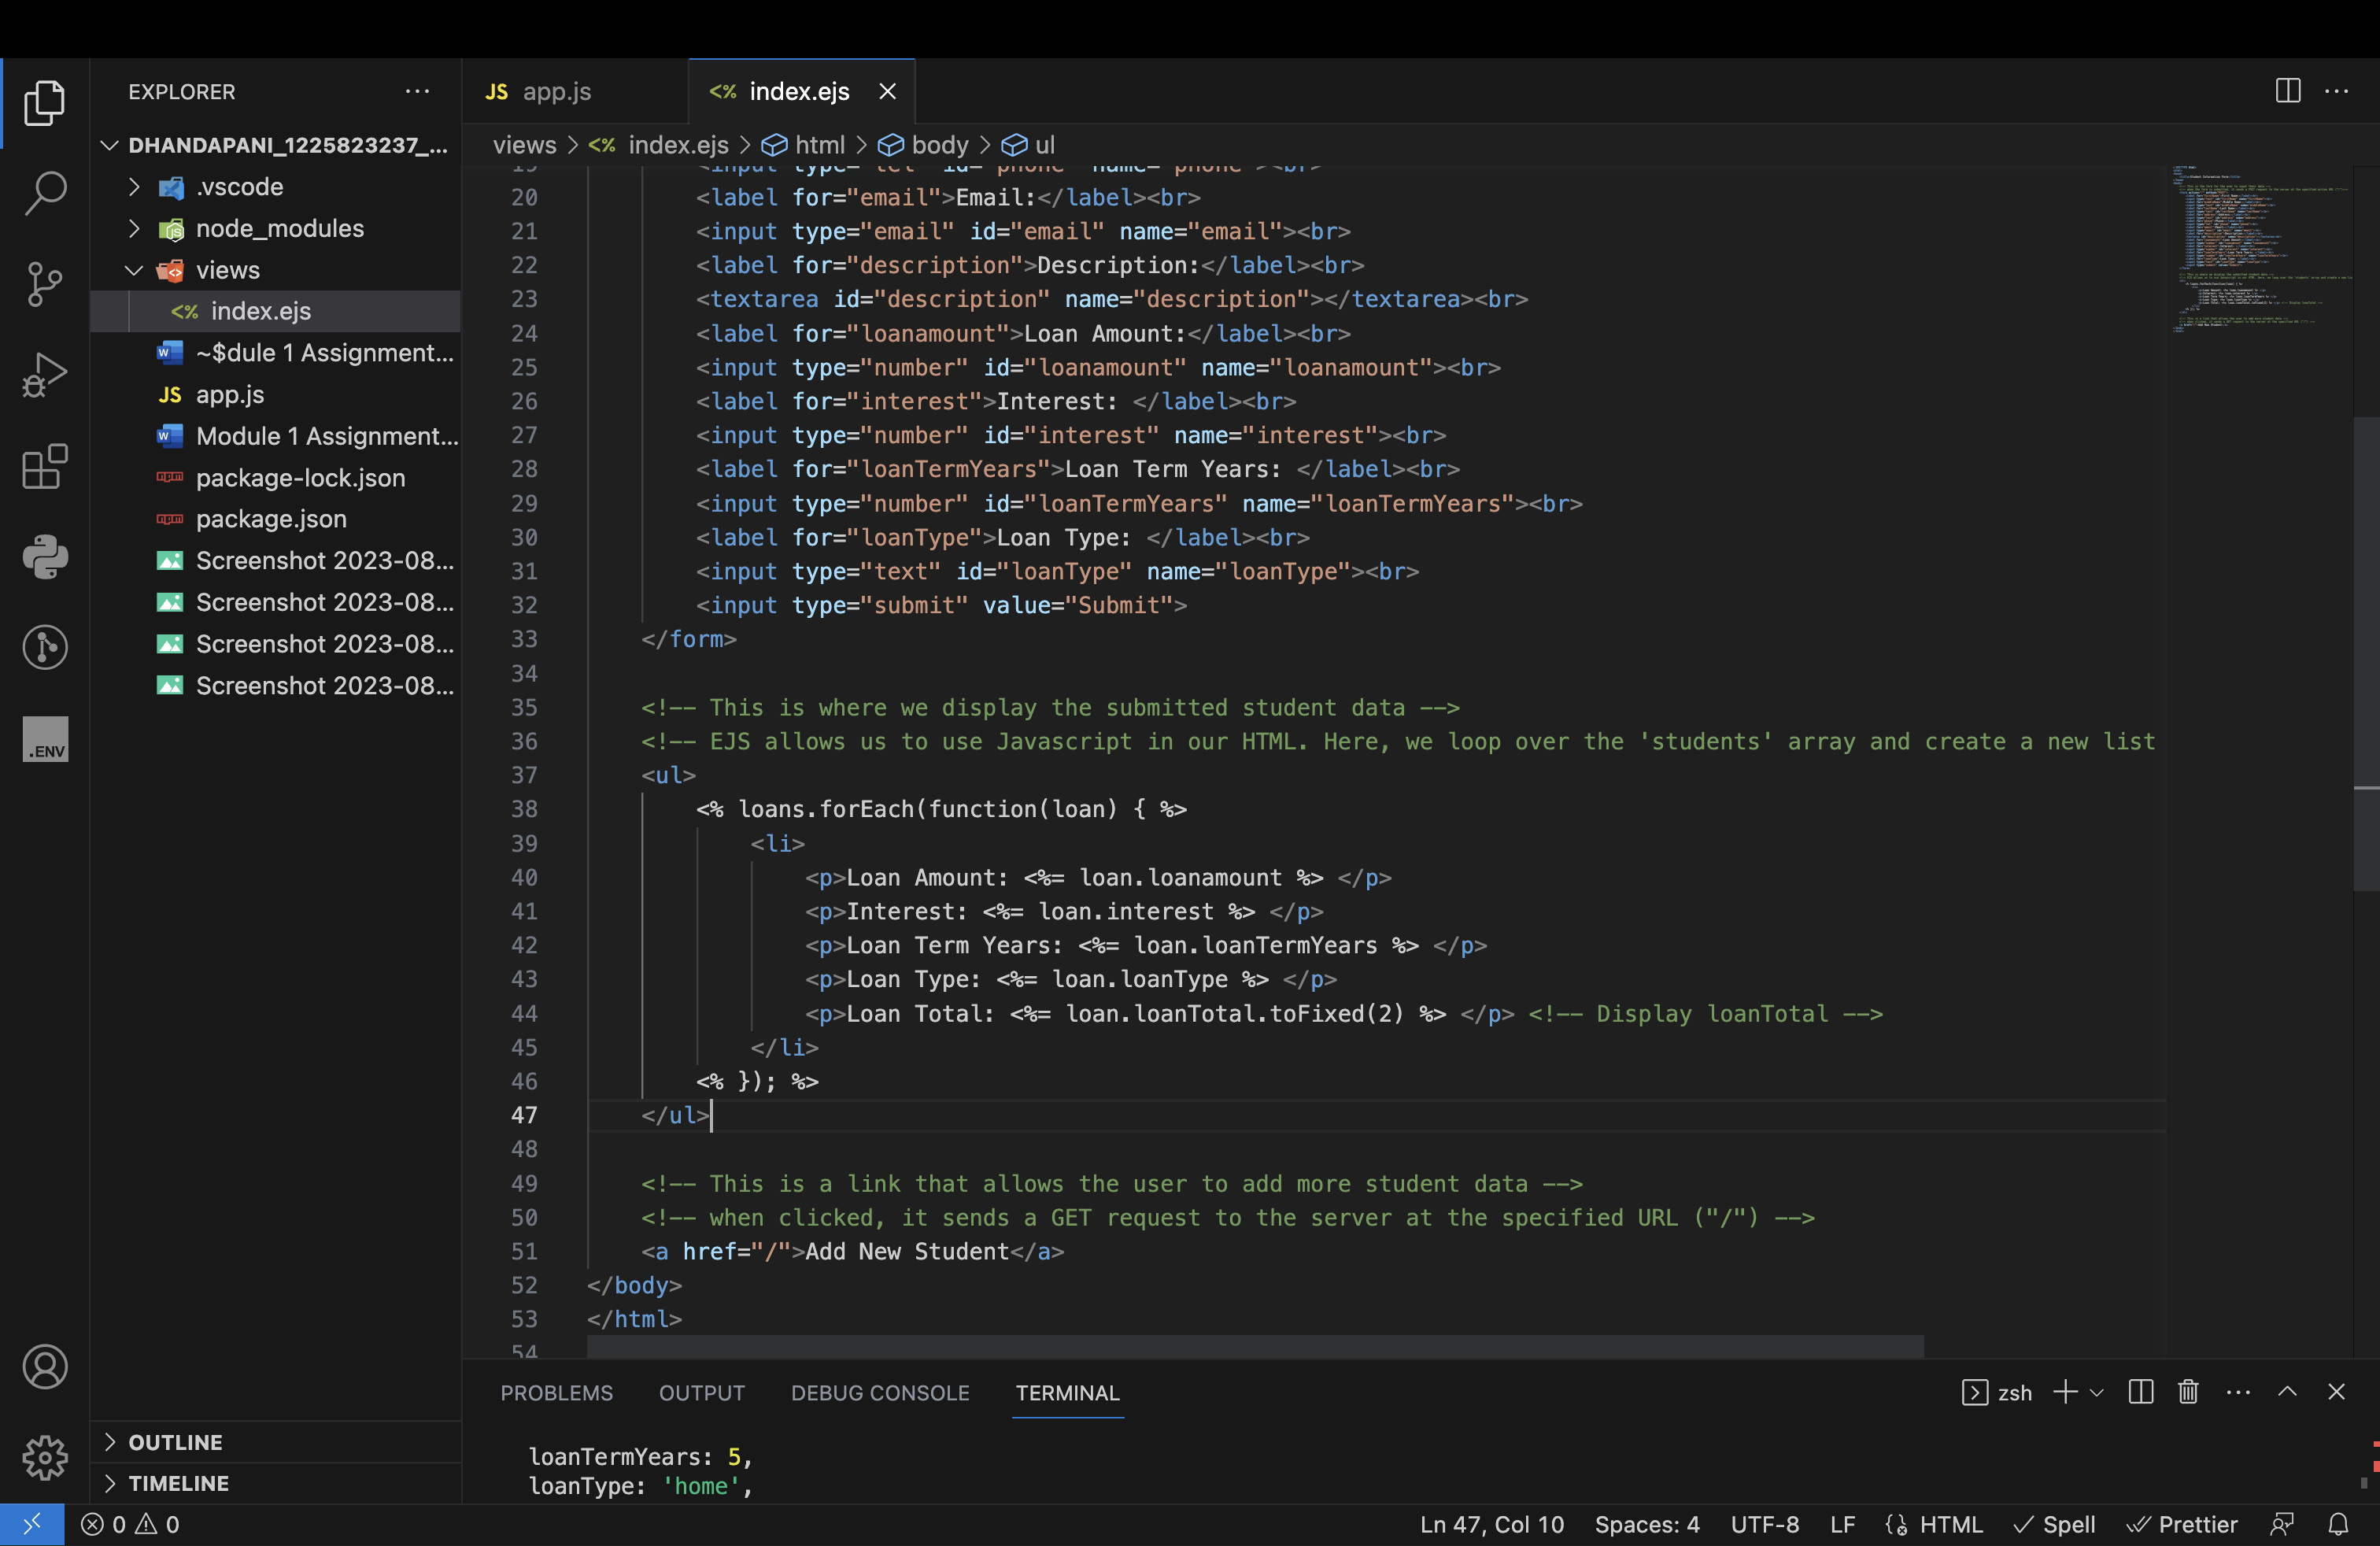 EXPLORER
DHANDAPANI_1225823237_...
.vscode
node_modules
views
<% index.ejs
~$dule 1 Assignment...
JS app.js
Module 1 Assignment...
package-lock.json
package.json
Screenshot 2023-08...
Screenshot 2023-08...
Screenshot 2023-08...
Screenshot 2023-08...
.ENV
OUTLINE
TIMELINE
JS app.js
<% index.ejs
views > <% index.ejs > html > body > ul
19 <input type="tel" id="phone" name="phone"><br>
20 <label for="email">Email:</label><br>
21 <input type="email" id="email" name="email"><br>
22 <label for="description">Description:</label><br>
23 <textarea id="description" name="description"></textarea><br>
24 <label for="loanamount">Loan Amount:</label><br>
25 <input type="number" id="loanamount" name="loanamount"><br>
26 <label for="interest">Interest: </label><br>
27 <input type="number" id="interest" name="interest"><br>
28 <label for="loanTermYears">Loan Term Years: </label><br>
29 <input type="number" id="loanTermYears" name="loanTermYears"><br>
30 <label for="loanType">Loan Type: </label><br>
31 <input type="text" id="loanType" name="loanType"><br>
32 <input type="submit" value="Submit">
33 </form>
34
35 <!-- This is where we display the submitted student data -->
36 <!-- EJS allows us to use Javascript in our HTML. Here, we loop over the 'students' array and create a new list
37 <ul>
38 <% loans.forEach(function(loan) { %>
39 <li>
40 <p>Loan Amount: <%= loan.loanamount %> </p>
41 <p>Interest: <%= loan.interest %> </p>
42 <p>Loan Term Years: <%= loan.loanTermYears %> </p>
43 <p>Loan Type: <%= loan.loanType %> </p>
44 <p>Loan Total: <%= loan.loanTotal.toFixed(2) %> </p> <!-- Display loanTotal -->
45 </li>
46 <% }); %>
47 </ul>
48
49 <!-- This is a link that allows the user to add more student data -->
50 <!-- when clicked, it sends a GET request to the server at the specified URL ("/") -->
51 <a href="/">Add New Student</a>
52 </body>
53 </html>
54
PROBLEMS OUTPUT DEBUG CONSOLE TERMINAL
zsh
loanTermYears: 5,
loanType: 'home',
0 0
Ln 47, Col 10 Spaces: 4 UTF-8 LF HTML Spell Prettier